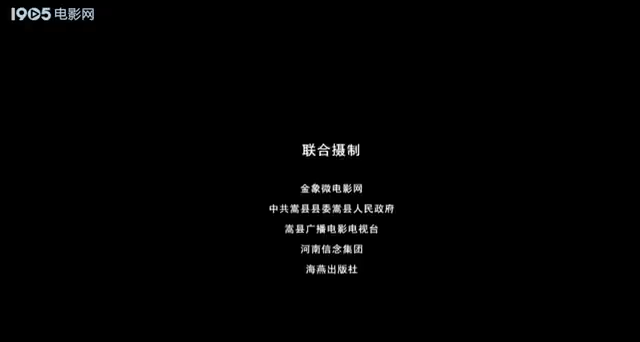 1905电影网
联合摄制
金象微电影网
中共嵩县县委嵩县人民政府
嵩县广播电影电视台
河南信念集团
海燕出版社